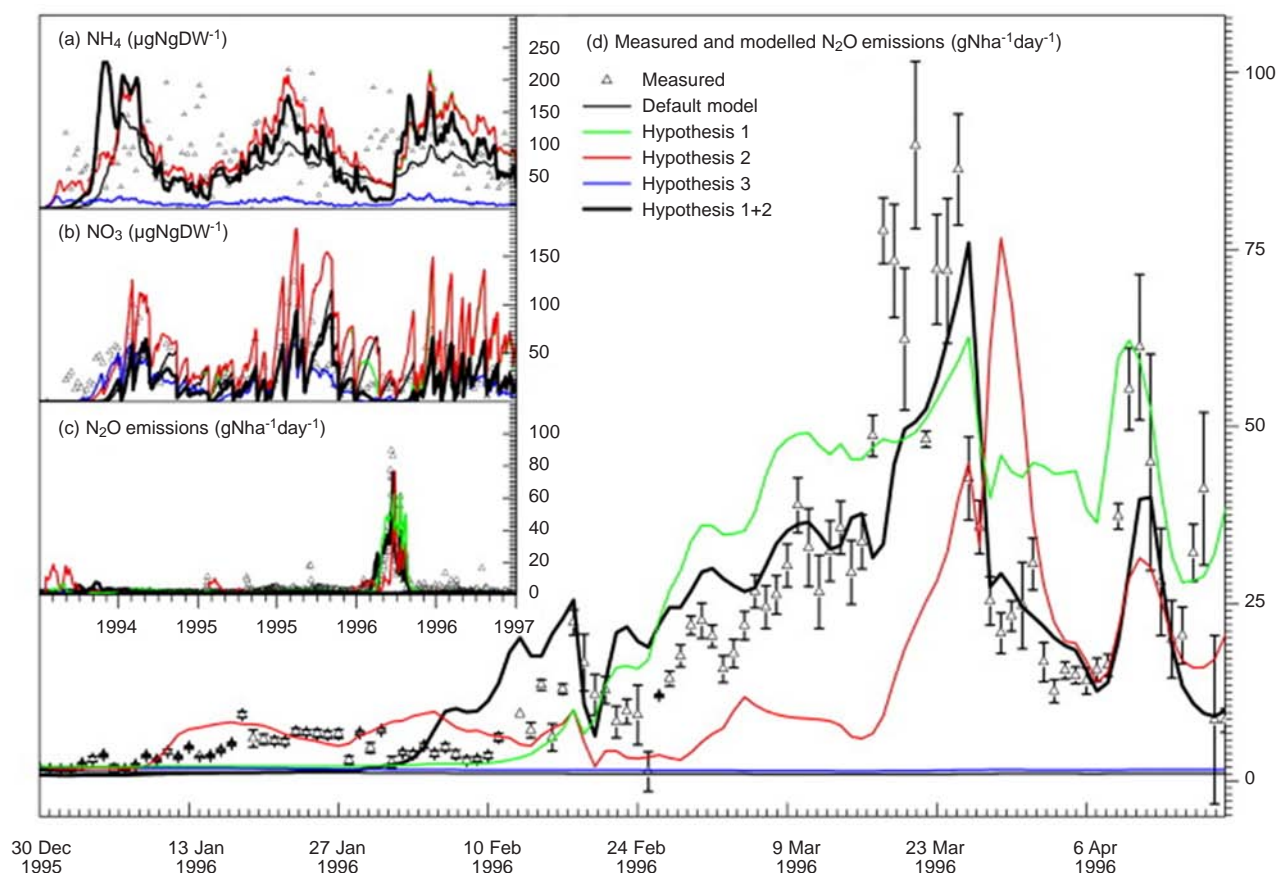 (a) NH4 (µgNgDW-1)
250
200
150
100
50
(b) NO3 (µgNgDW-1)
150
100
50
(c) N2O emissions (gNha-1day-1)
100
80
60
40
20
0
1994 1995 1995 1996 1996 1997
(d) Measured and modelled N2O emissions (gNha-1day-1)
Measured
Default model
Hypothesis 1
Hypothesis 2
Hypothesis 3
Hypothesis 1+2
100
75
50
25
0
30 Dec 13 Jan 27 Jan 10 Feb 24 Feb 9 Mar 23 Mar 6 Apr
1995 1996 1996 1996 1996 1996 1996 1996